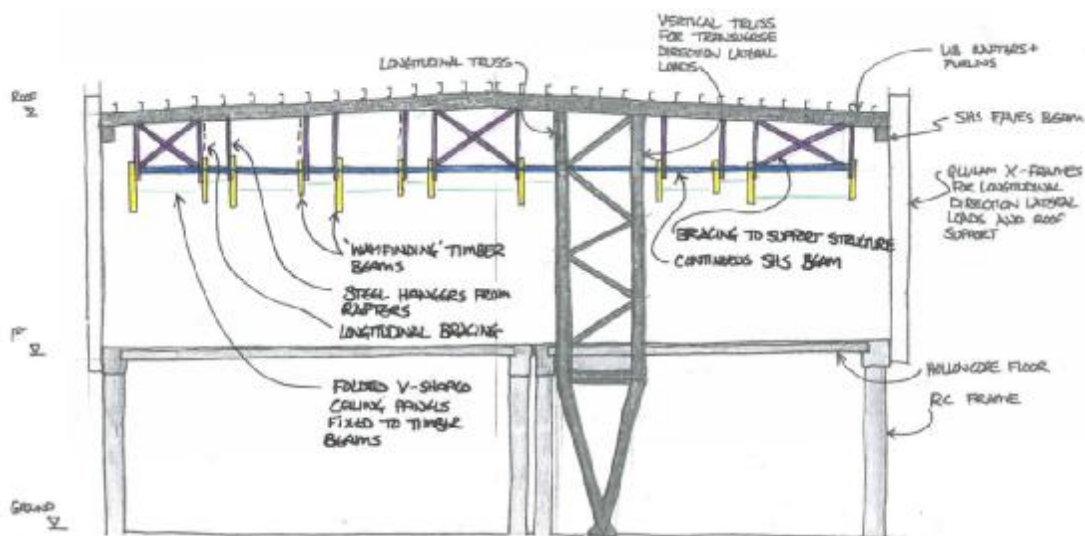 VERTICAL TRUSS
FOR TRANSVERSE
DIRECTION LATERAL
LOADS
LONGITUDINAL TRUSS
UB RAFTERS +
PURLINS
ROOF
SHS EAVES BEAM
GLULAM X-FRAMES
FOR LONGITUDINAL
DIRECTION LATERAL
LOADS AND ROOF
SUPPORT
'WAYFINDING' TIMBER
BEAMS
BRACING TO SUPPORT STRUCTURE
CONTINUOUS SHS BEAM
STEEL HANGERS FROM
RAFTERS
LONGITUDINAL BRACING
HOLLOWCORE FLOOR
FOLDED V-SHAPED
CEILING PANELS
FIXED TO TIMBER
BEAMS
RC FRAME
GROUND